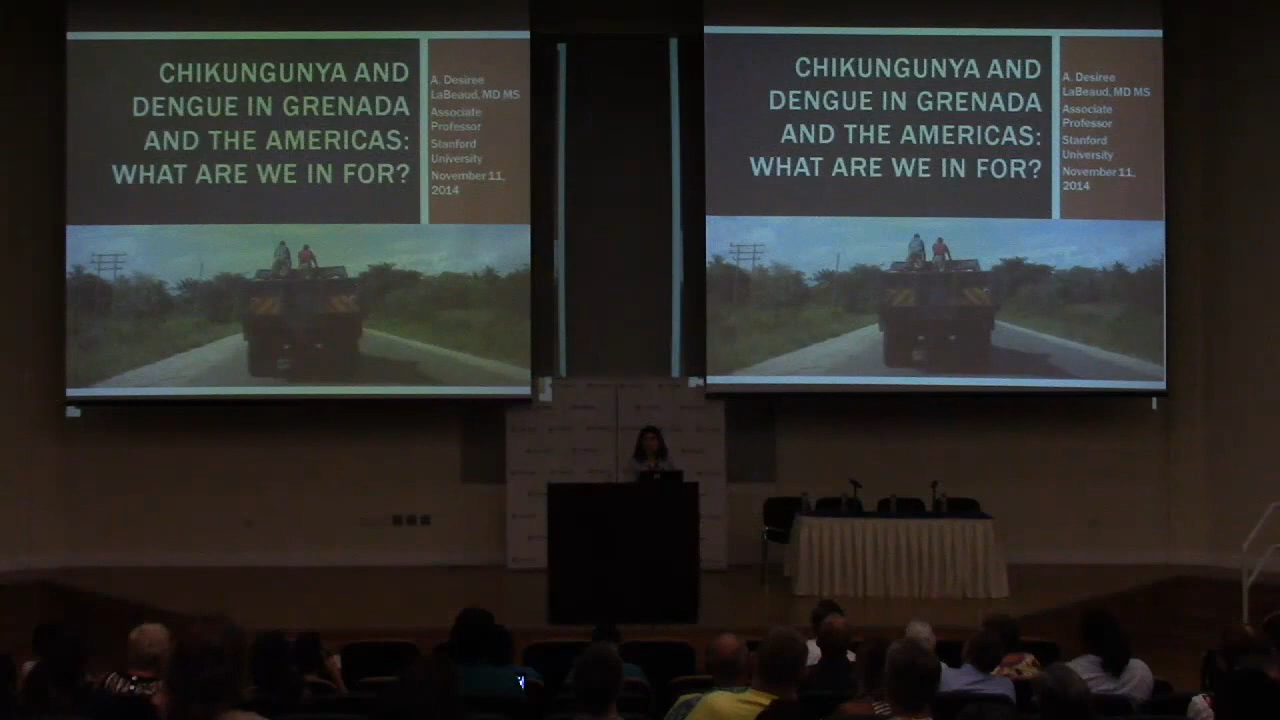 CHIKUNGUNYA AND
DENGUE IN GRENADA
AND THE AMERICAS:
WHAT ARE WE IN FOR?
A. Desiree
LaBeaud, MD MS
Associate
Professor
Stanford
University
November 11,
2014
CHIKUNGUNYA AND
DENGUE IN GRENADA
AND THE AMERICAS:
WHAT ARE WE IN FOR?
A. Desiree
LaBeaud, MD MS
Associate
Professor
Stanford
University
November 11,
2014